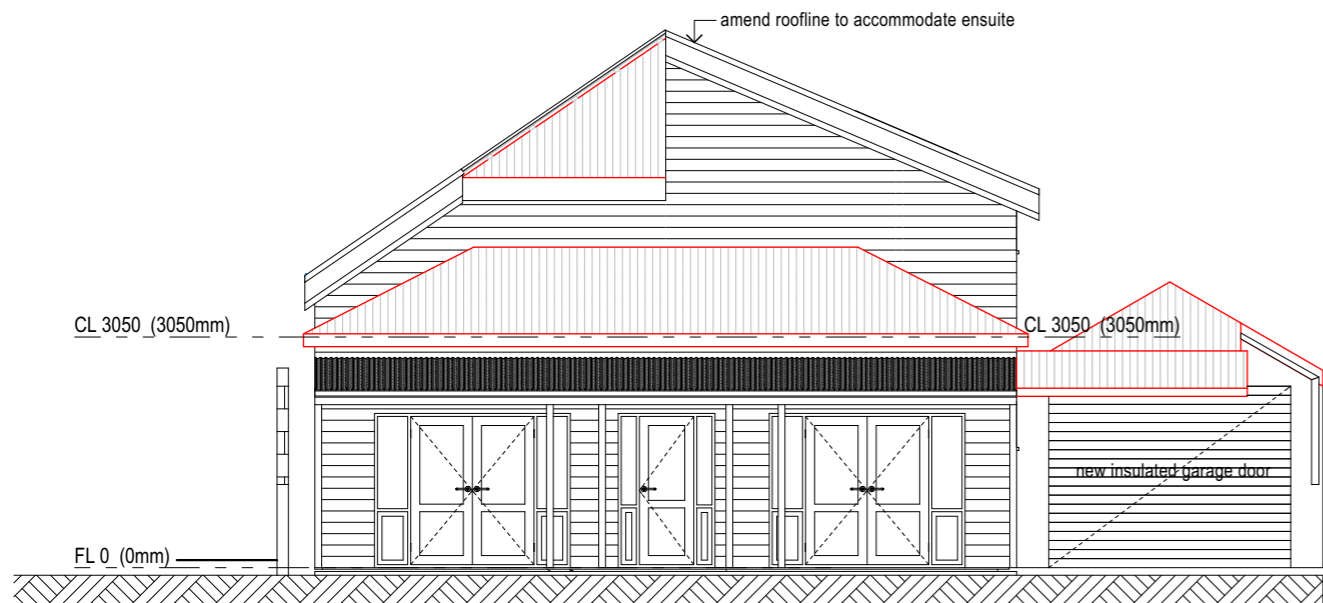 amend roofline to accommodate ensuite
CL 3050 (3050mm)
CL 3050 (3050mm)
new insulated garage door
FL 0 (0mm)